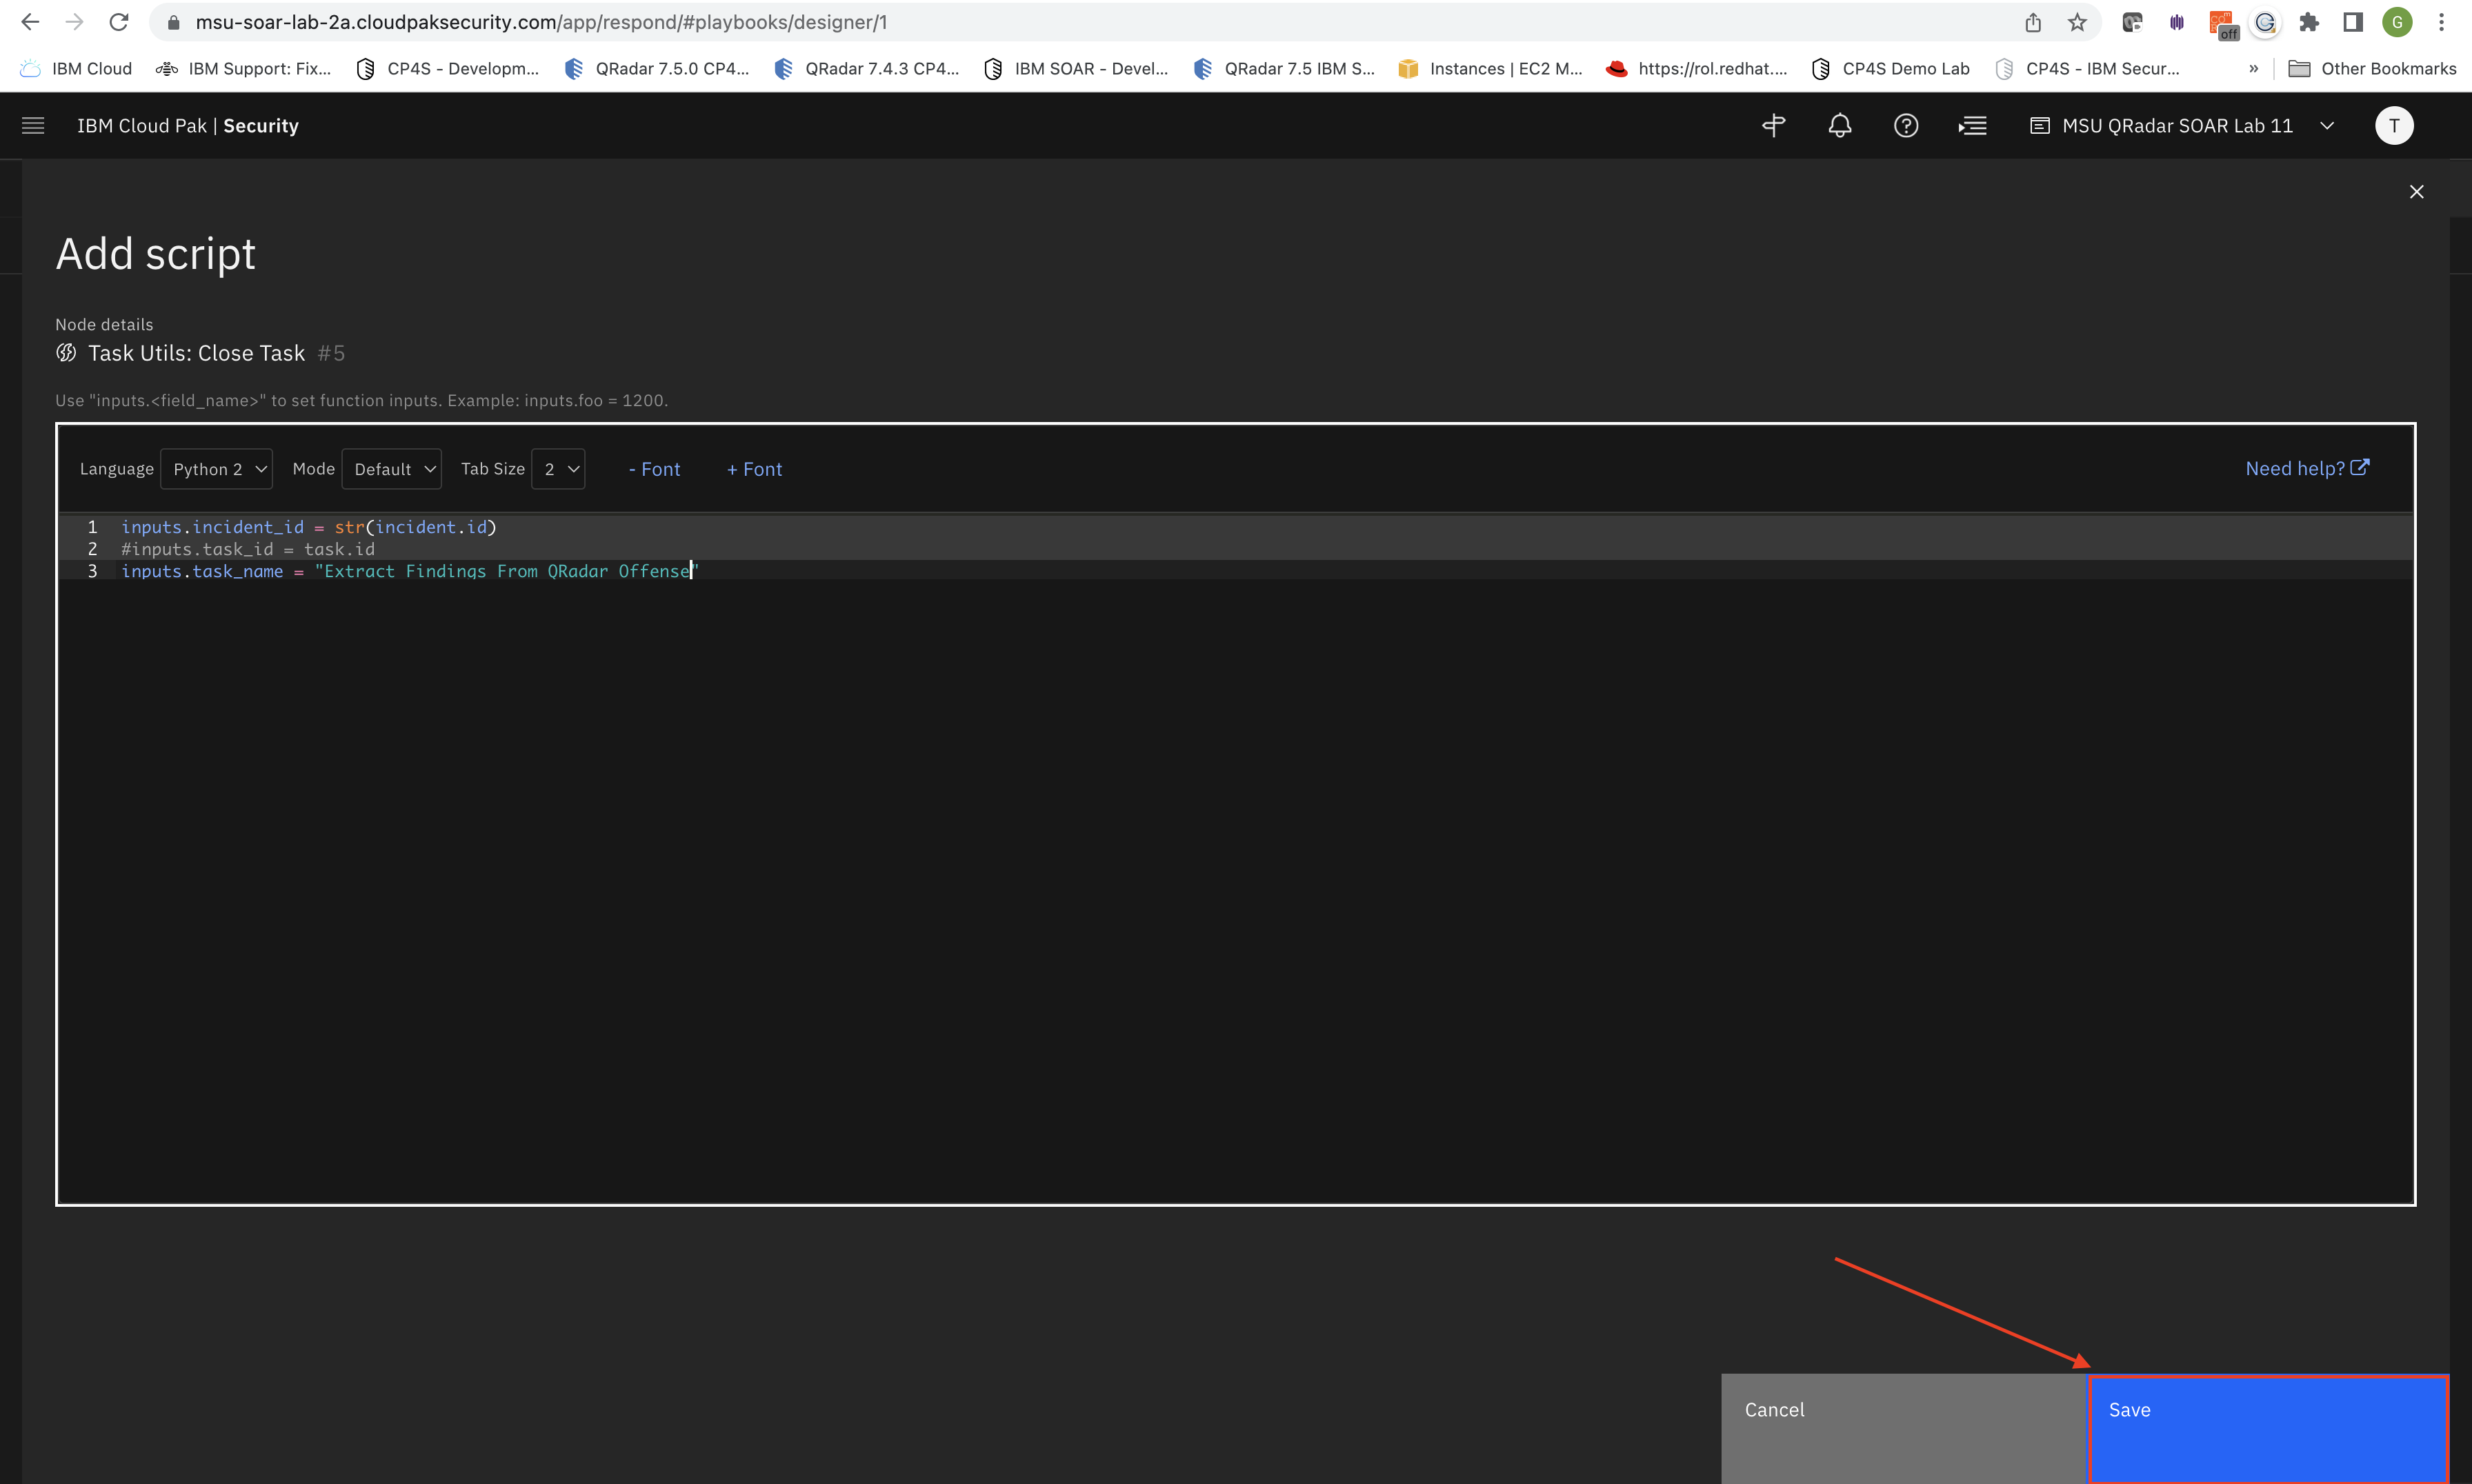 msu-soar-lab-2a.cloudpaksecurity.com/app/respond/#playbooks/designer/1
off
G
IBM Cloud
IBM Support: Fix...
CP4S - Developm...
QRadar 7.5.0 CP4...
QRadar 7.4.3 CP4...
IBM SOAR - Devel...
QRadar 7.5 IBM S...
Instances | EC2 M...
https://rol.redhat....
CP4S Demo Lab
CP4S - IBM Secur...
»
Other Bookmarks
IBM Cloud Pak | Security
MSU QRadar SOAR Lab 11
T
Add script
Node details
Task Utils: Close Task #5
Use "inputs.<field_name>" to set function inputs. Example: inputs.foo = 1200.
Language Python 2 Mode Default Tab Size 2 - Font + Font Need help?
1 inputs.incident_id = str(incident.id)
2 #inputs.task_id = task.id
3 inputs.task_name = "Extract Findings From QRadar Offense"
Cancel
Save